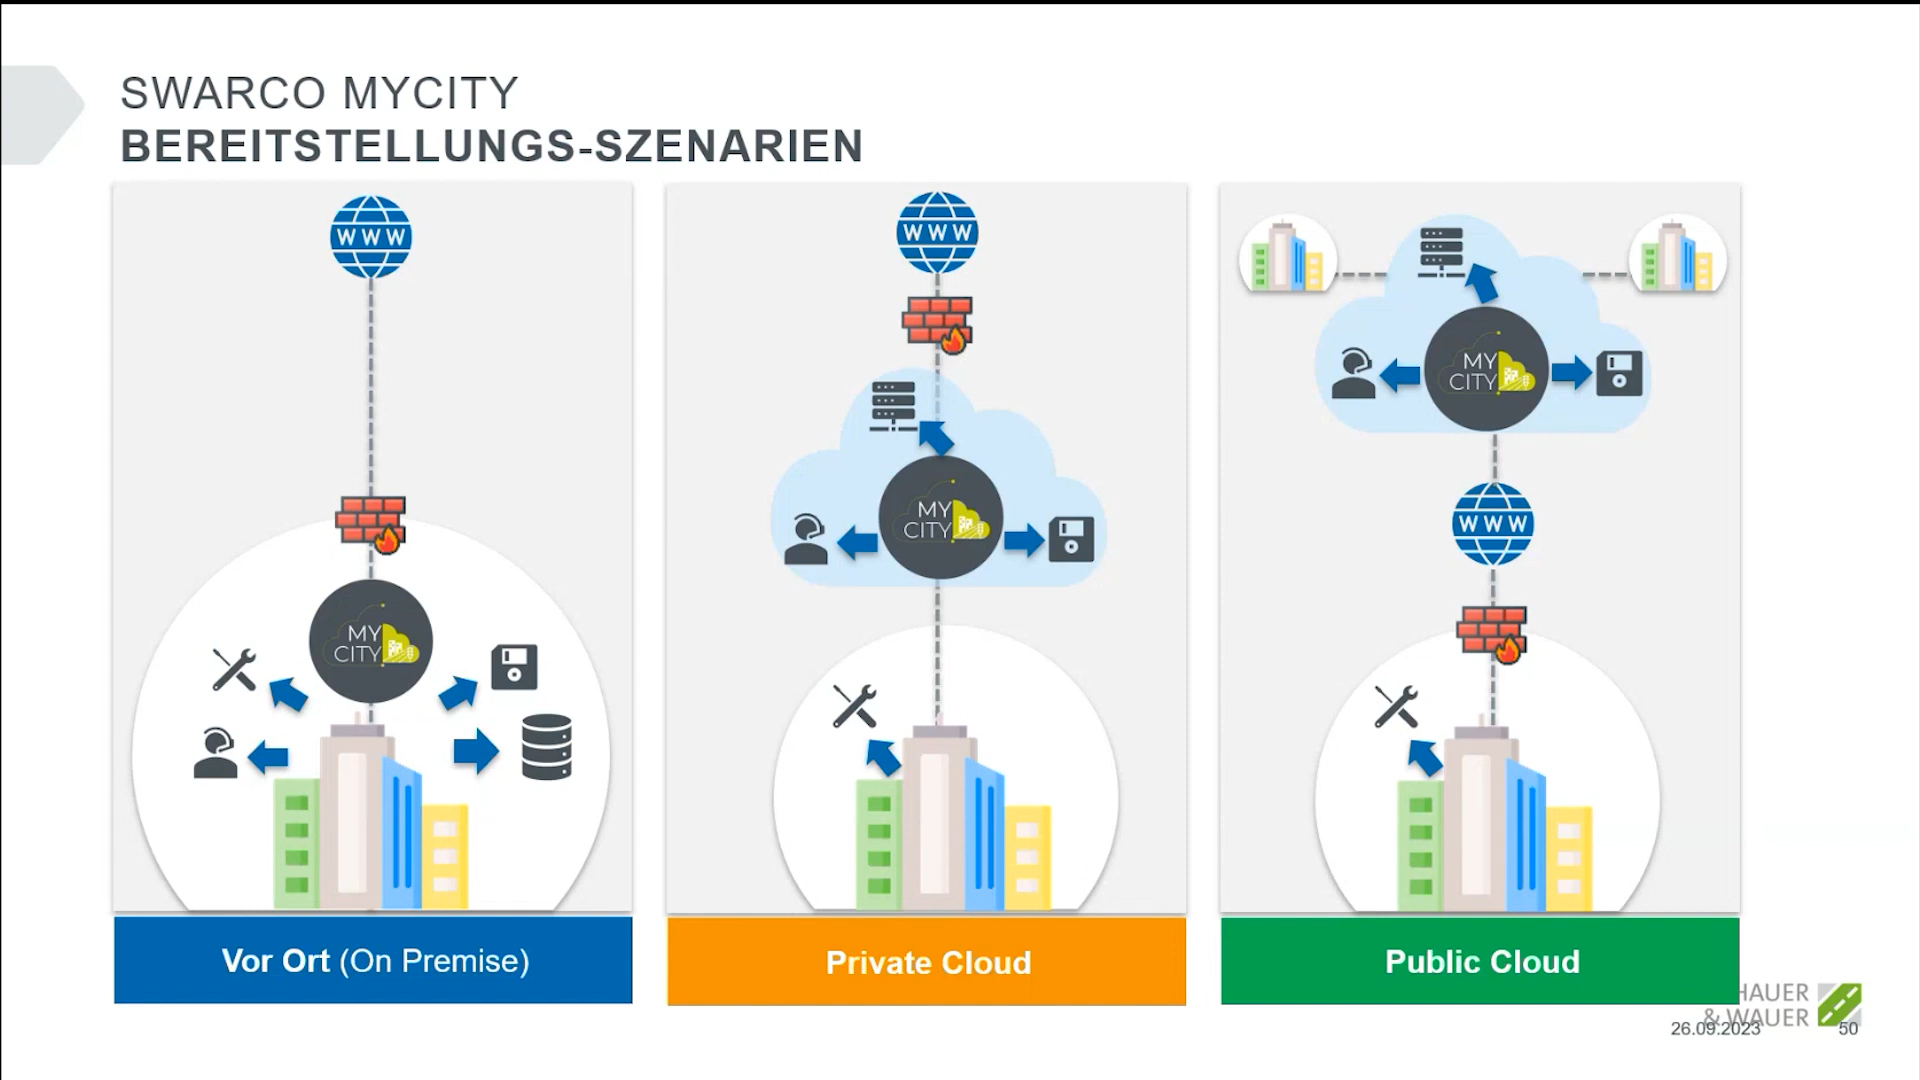 SWARCO MYCITY
BEREITSTELLUNGS-SZENARIEN
WWW
WWW
WWW
MY
CITY
MY
CITY
MY
CITY
Vor Ort (On Premise)
Private Cloud
Public Cloud
HAUER
& WAUER
26.09.2023
50